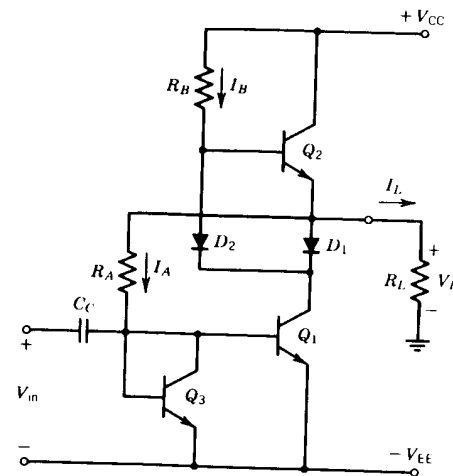 + V_CC
R_B
I_B
Q_2
I_L
D_2
D_1
+
R_A
I_A
R_L
V_L
−
C_C
Q_1
+
Q_3
V_in
−
− V_EE